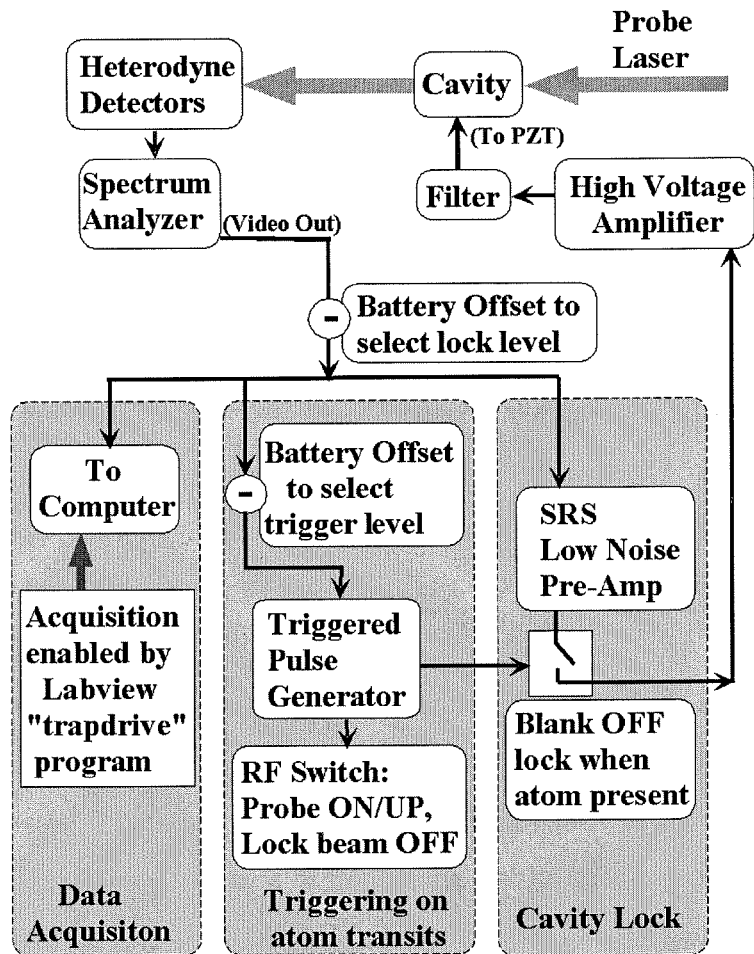 Probe
Laser
Heterodyne
Detectors
Cavity
(To PZT)
Spectrum
Analyzer
Filter
High Voltage
Amplifier
(Video Out)
-
Battery Offset to
select lock level
To
Computer
Acquisition
enabled by
Labview
"trapdrive"
program
Data
Acquisiton
-
Battery Offset
to select
trigger level
Triggered
Pulse
Generator
RF Switch:
Probe ON/UP,
Lock beam OFF
Triggering on
atom transits
SRS
Low Noise
Pre-Amp
Blank OFF
lock when
atom present
Cavity Lock